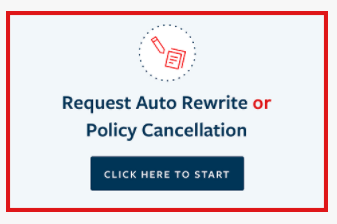 Request Auto Rewrite or
Policy Cancellation
CLICK HERE TO START